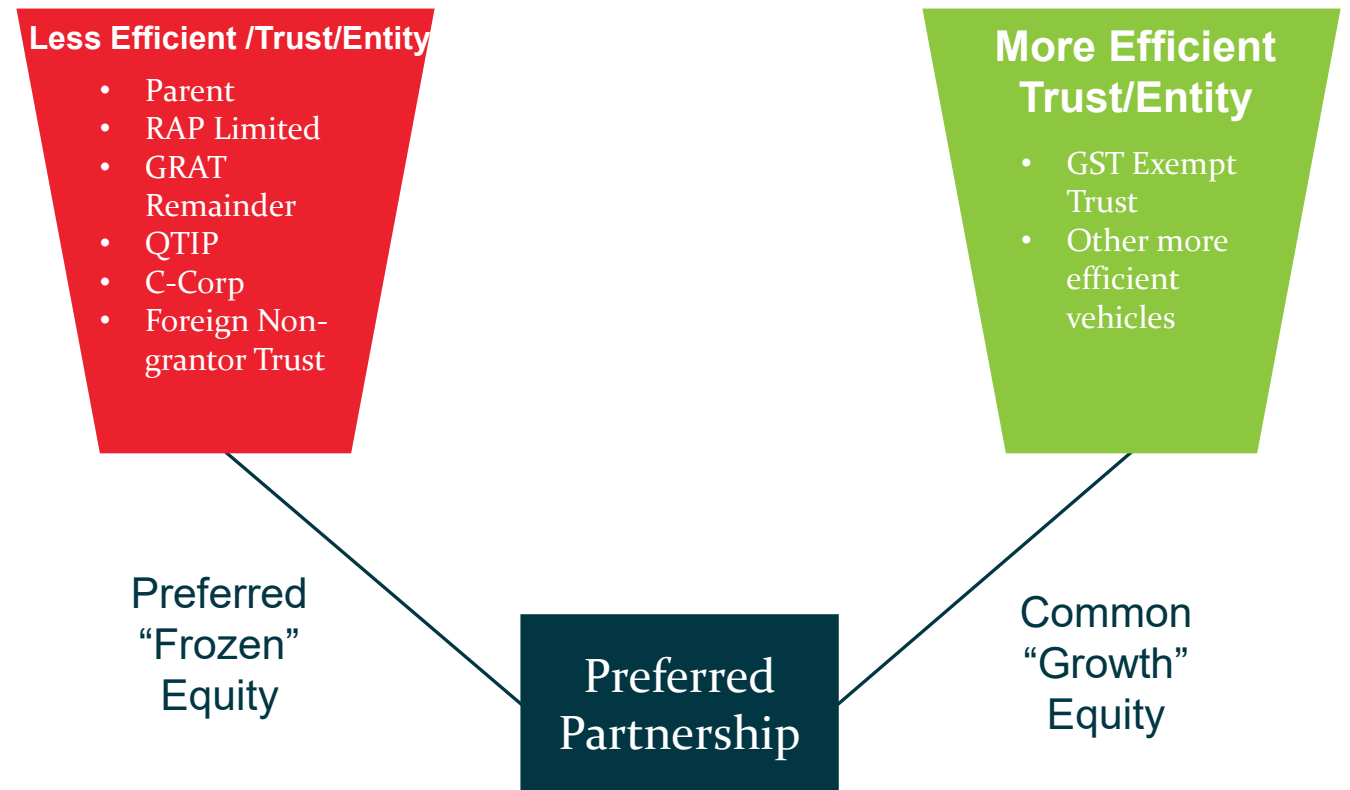 Less Efficient /Trust/Entity
• Parent
• RAP Limited
• GRAT
Remainder
• QTIP
• C-Corp
• Foreign Non-
grantor Trust
More Efficient
Trust/Entity
• GST Exempt
Trust
• Other more
efficient
vehicles
Preferred
“Frozen”
Equity
Preferred
Partnership
Common
“Growth”
Equity